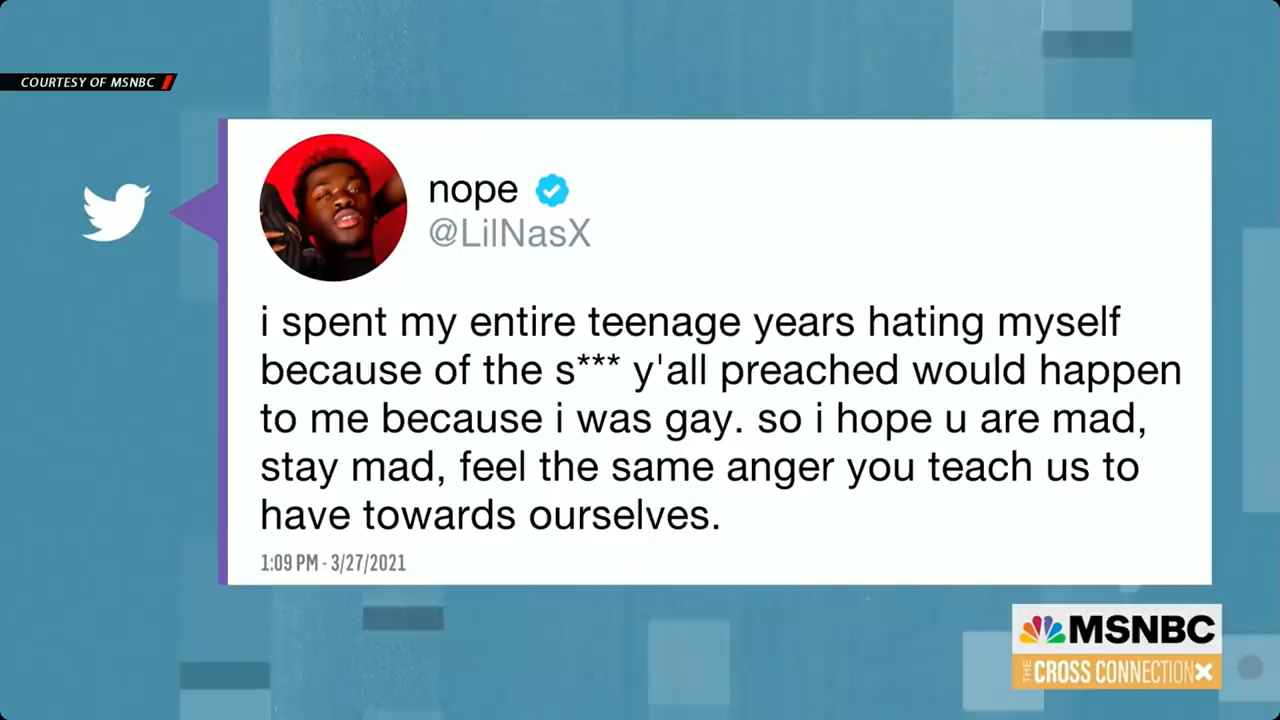 COURTESY OF MSNBC
nope
@LilNasX
i spent my entire teenage years hating myself
because of the s*** y'all preached would happen
to me because i was gay. so i hope u are mad,
stay mad, feel the same anger you teach us to
have towards ourselves.
1:09 PM - 3/27/2021
MSNBC
THE CROSS CONNECTION